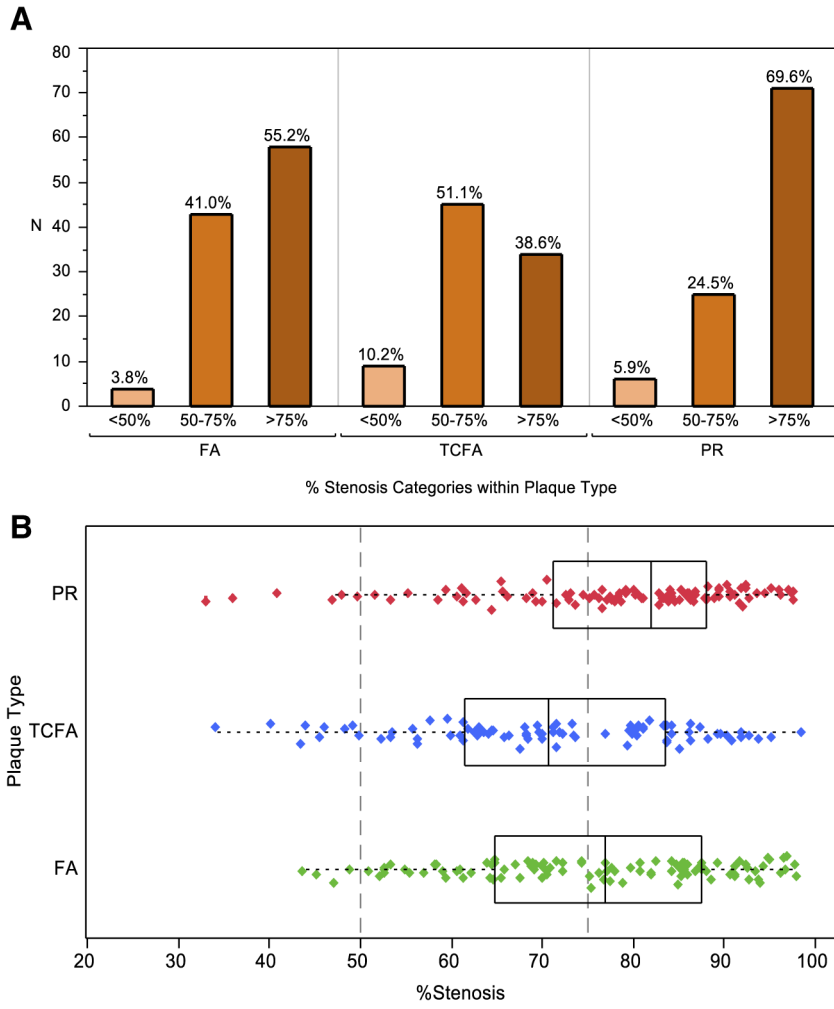 A
80
70
60
50
40
30
20
10
0
N
3.8%
41.0%
55.2%
10.2%
51.1%
38.6%
5.9%
24.5%
69.6%
<50% 50-75% >75% <50% 50-75% >75% <50% 50-75% >75%
FA TCFA PR
% Stenosis Categories within Plaque Type
B
Plaque Type
PR
TCFA
FA
20 30 40 50 60 70 80 90 100
%Stenosis